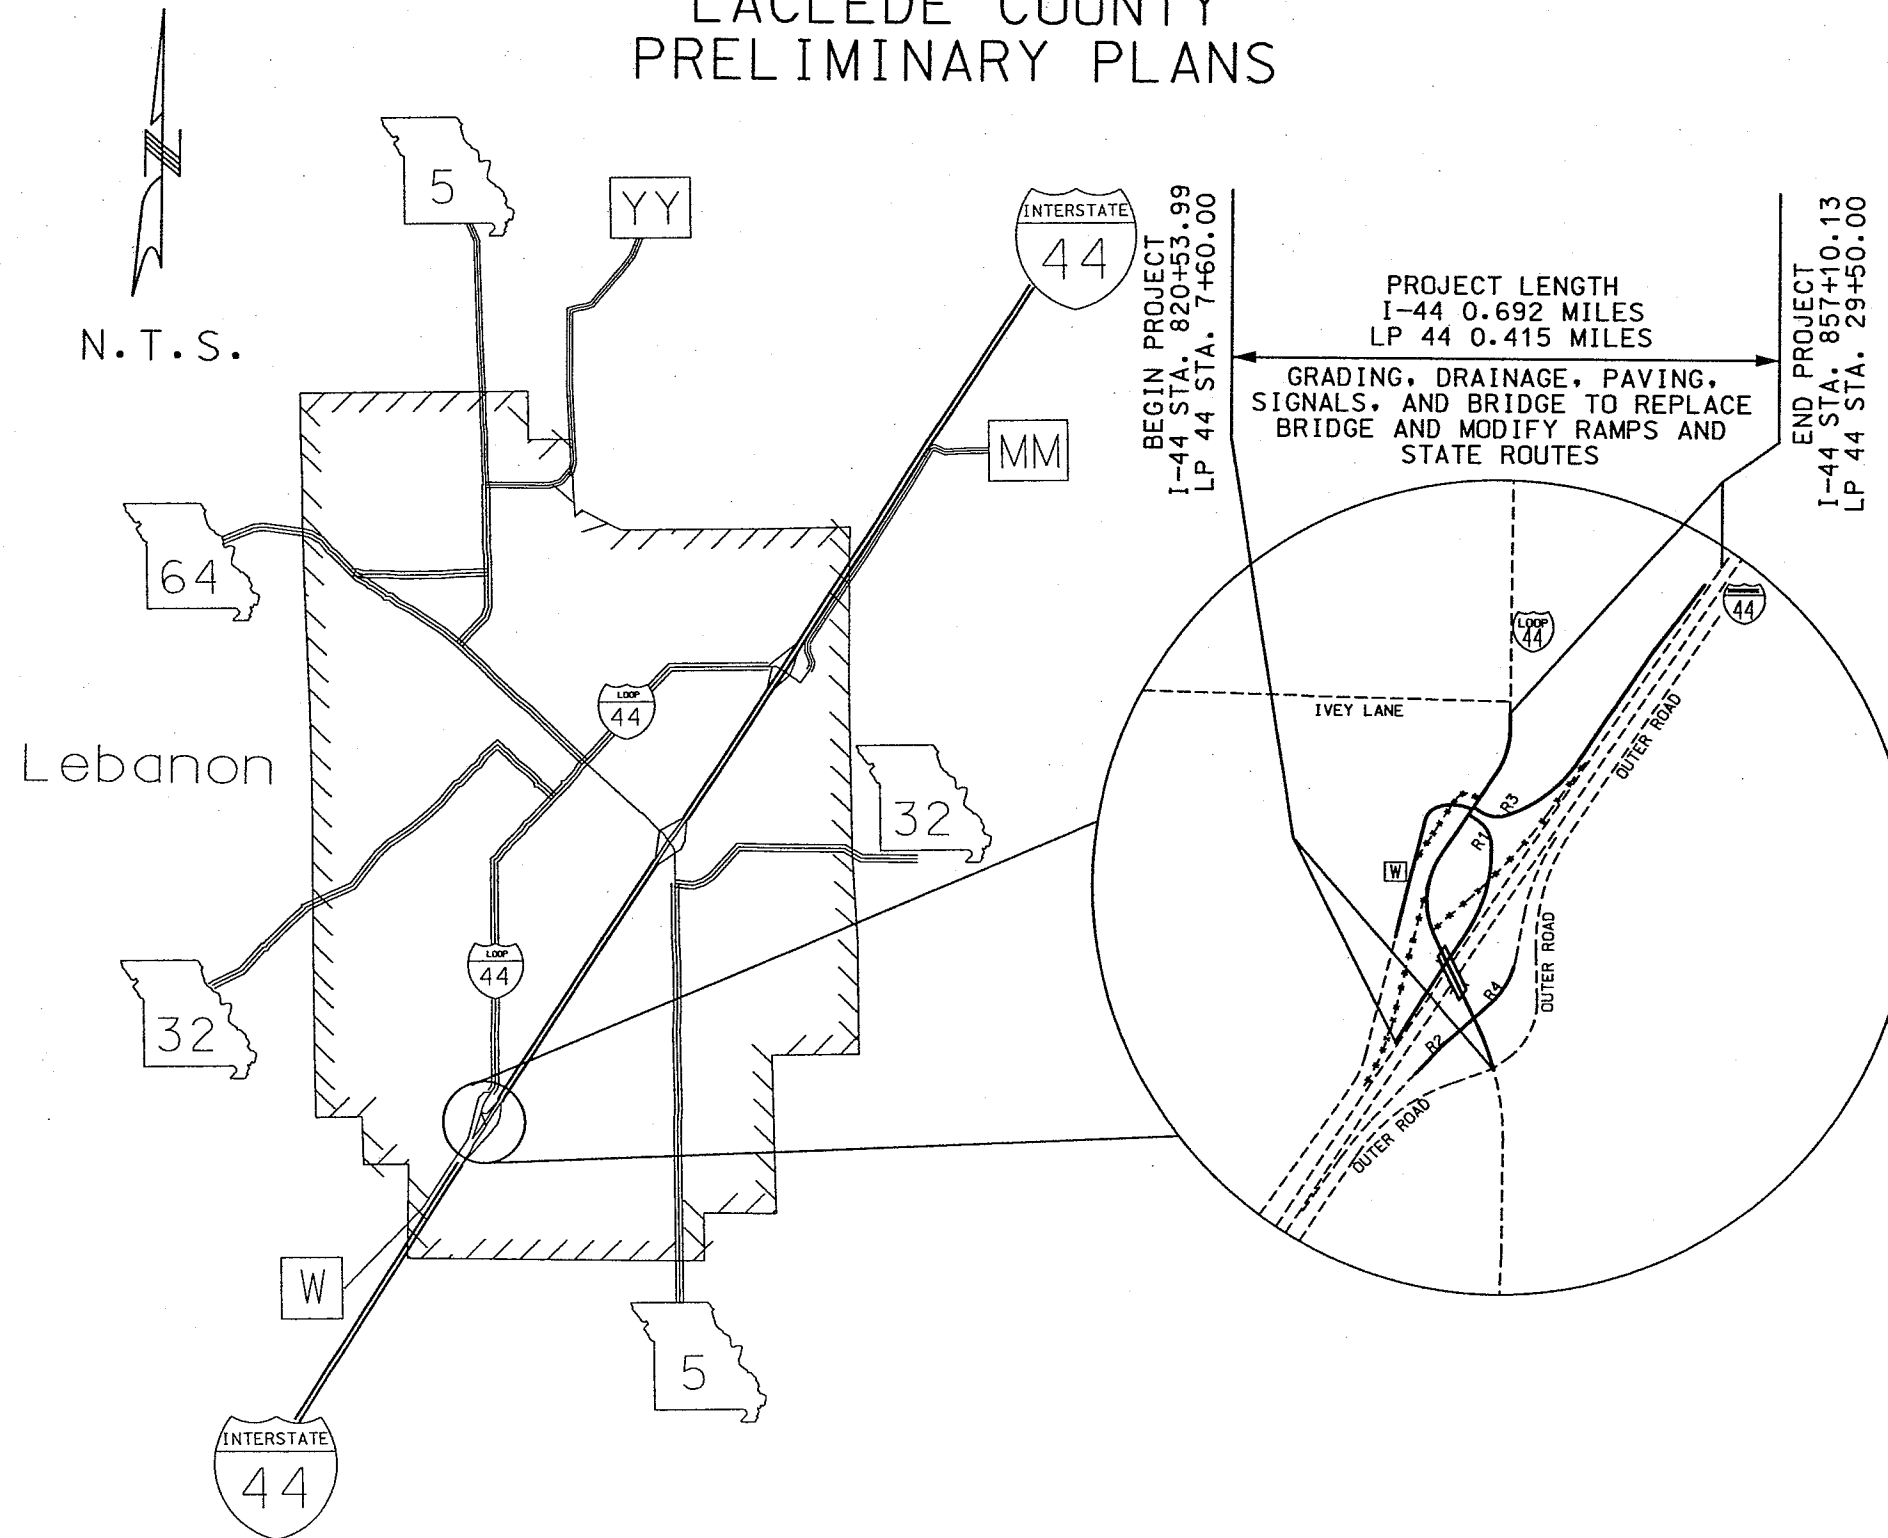 LACLEDE COUNTY
PRELIMINARY PLANS
N
N.T.S.
5
YY
INTERSTATE
44
MM
64
LOOP
44
Lebanon
32
LOOP
44
32
W
5
INTERSTATE
44
BEGIN PROJECT
I-44 STA. 820+53.99
LP 44 STA. 7+60.00
PROJECT LENGTH
I-44 0.692 MILES
LP 44 0.415 MILES
GRADING, DRAINAGE, PAVING,
SIGNALS, AND BRIDGE TO REPLACE
BRIDGE AND MODIFY RAMPS AND
STATE ROUTES
END PROJECT
I-44 STA. 857+10.13
LP 44 STA. 29+50.00
LOOP
44
44
IVEY LANE
OUTER ROAD
R3
R1
W
OUTER ROAD
R4
R2
OUTER ROAD